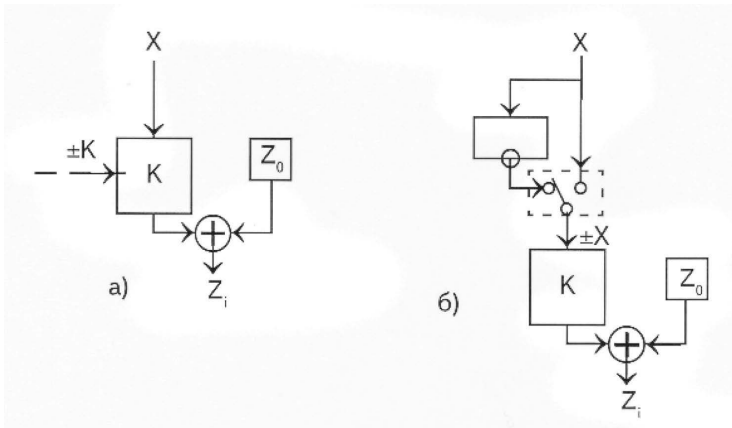 X
±K
K
Z₀
+
Zᵢ
а)
X
±X
K
Z₀
+
Zᵢ
б)